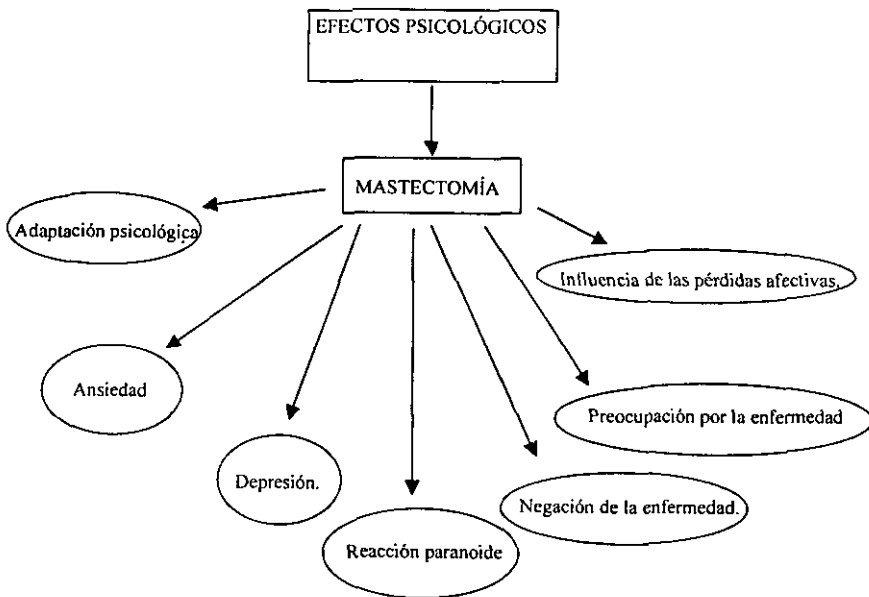 EFECTOS PSICOLÓGICOS
MASTECTOMÍA
Adaptación psicológica
Influencia de las pérdidas afectivas.
Ansiedad
Preocupación por la enfermedad
Depresión.
Negación de la enfermedad.
Reacción paranoide